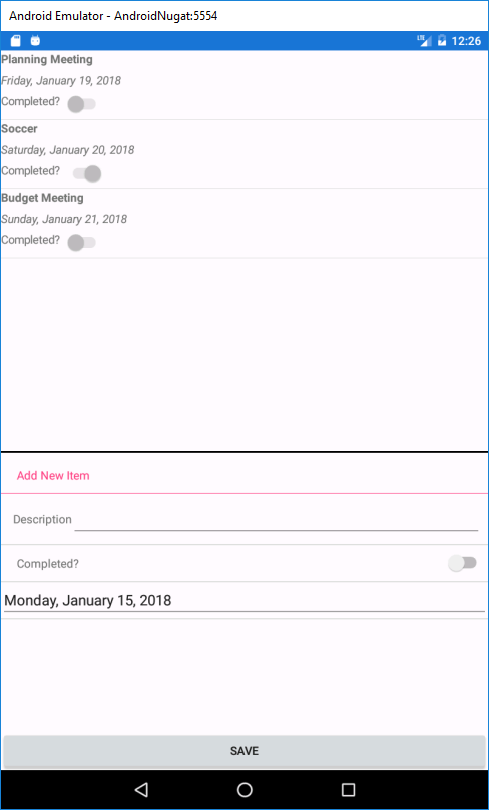 Android Emulator - AndroidNugat:5554
LTE 12:26
Planning Meeting
Friday, January 19, 2018
Completed?
Soccer
Saturday, January 20, 2018
Completed?
Budget Meeting
Sunday, January 21, 2018
Completed?
Add New Item
Description
Completed?
Monday, January 15, 2018
SAVE